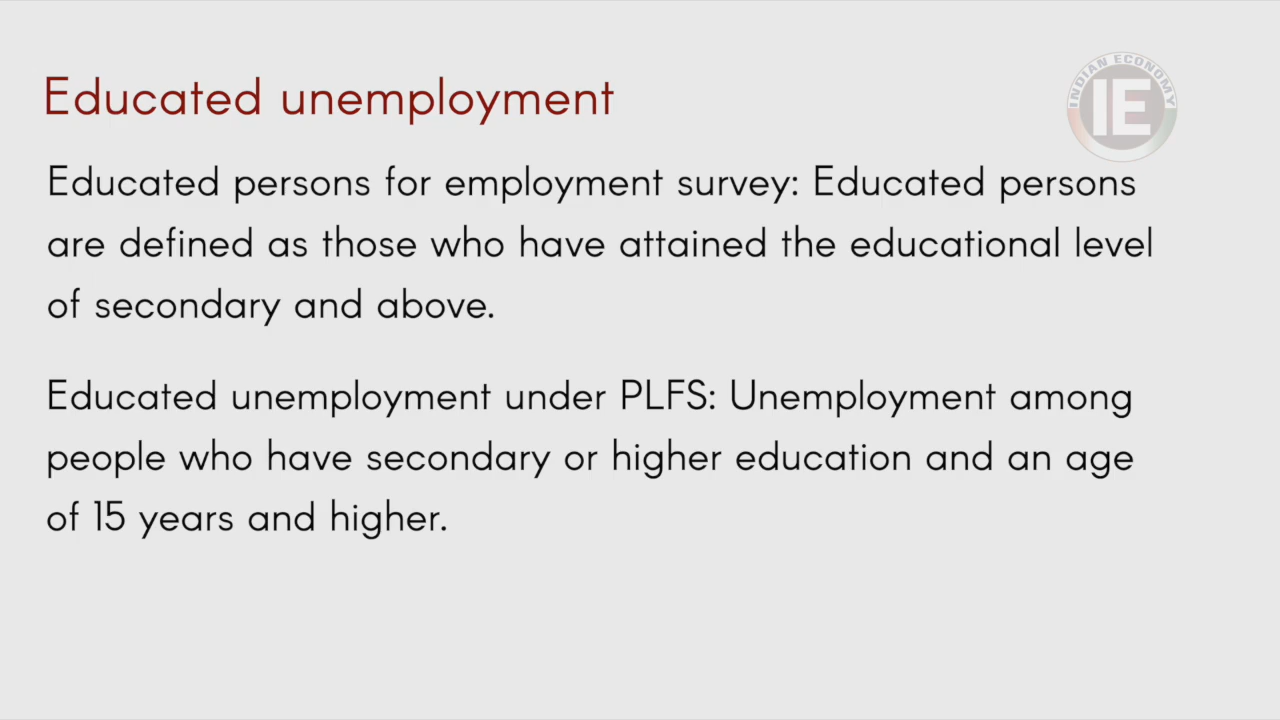 Educated unemployment
INDIAN ECONOMY
IE
Educated persons for employment survey: Educated persons
are defined as those who have attained the educational level
of secondary and above.
Educated unemployment under PLFS: Unemployment among
people who have secondary or higher education and an age
of 15 years and higher.